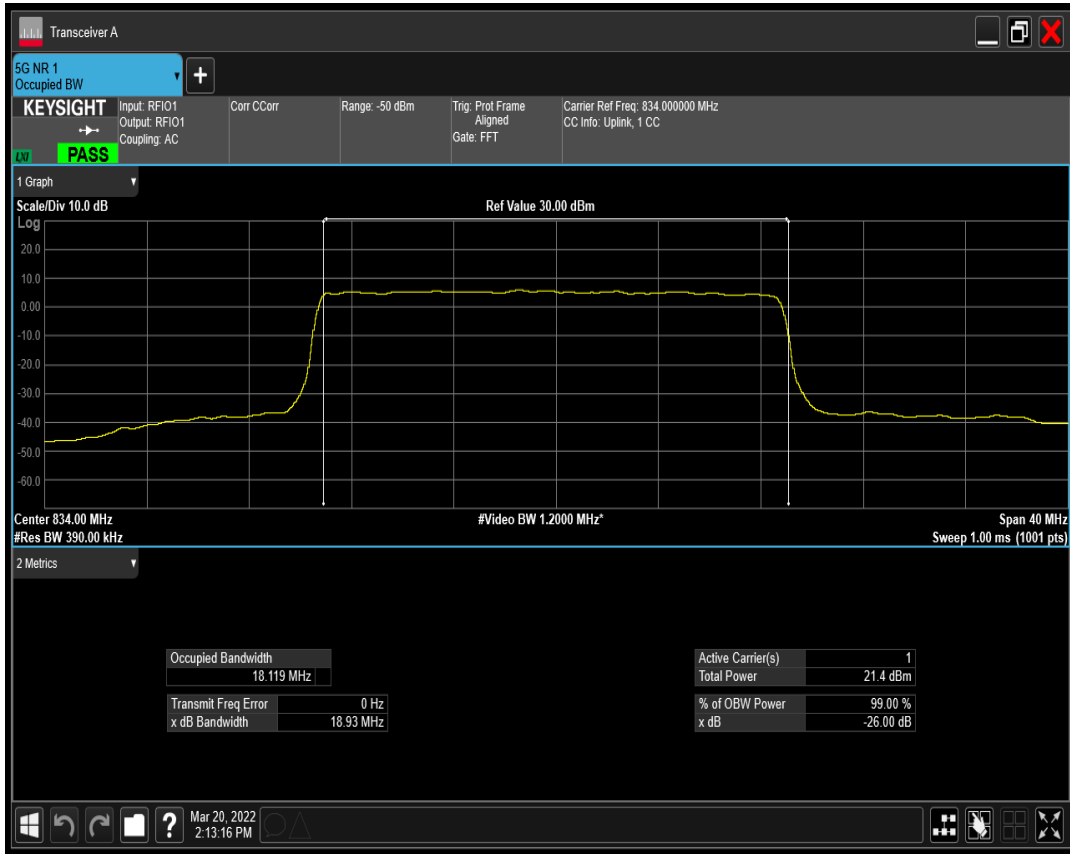 Transceiver A
5G NR 1
Occupied BW
+
KEYSIGHT
LXI
PASS
Input: RFIO1
Output: RFIO1
Coupling: AC
Corr CCorr
Range: -50 dBm
Trig: Prot Frame
Aligned
Gate: FFT
Carrier Ref Freq: 834.000000 MHz
CC Info: Uplink, 1 CC
1 Graph
Scale/Div 10.0 dB
Ref Value 30.00 dBm
Log
20.0
10.0
0.00
-10.0
-20.0
-30.0
-40.0
-50.0
-60.0
Center 834.00 MHz
#Video BW 1.2000 MHz*
Span 40 MHz
#Res BW 390.00 kHz
Sweep 1.00 ms (1001 pts)
2 Metrics
Occupied Bandwidth
18.119 MHz
Transmit Freq Error 0 Hz
x dB Bandwidth 18.93 MHz
Active Carrier(s) 1
Total Power 21.4 dBm
% of OBW Power 99.00 %
x dB -26.00 dB
?
Mar 20, 2022
2:13:16 PM